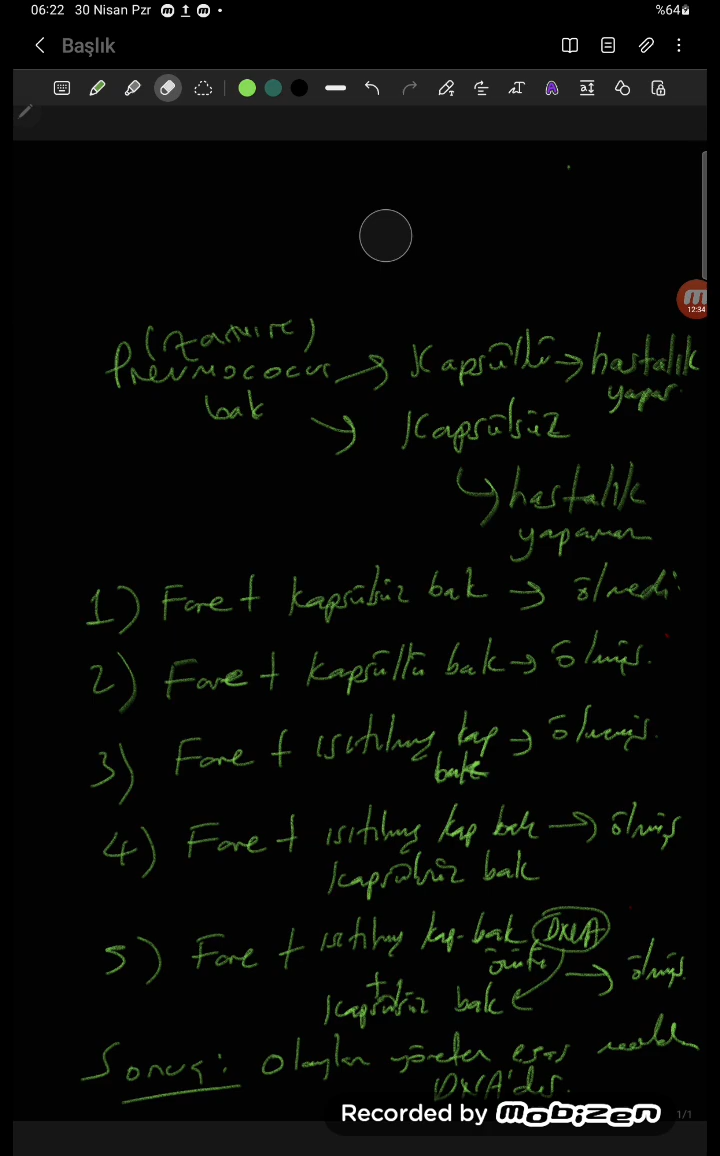 06:22 30 Nisan Pzr %64
Başlık
12:34
(zatürre)
Pneumococcus → Kapsüllü → hastalık
bak yapar.
→ Kapsülsüz
↳ hastalık
yapamaz
1) Fare + kapsülsüz bak → ölmedi.
2) Fare + kapsüllü bak → ölmüş.
3) Fare + ısıtılmış kap → ölmemiş.
bak
4) Fare + ısıtılmış kap bak → ölmüş
kapsülsüz bak
5) Fare + ısıtılmış kap-bak DNA
özütü → ölmüş.
+
kapsülsüz bak
Sonuç: Olayları yöneten esas
DNA'dır.
Recorded by mobizen 1/1